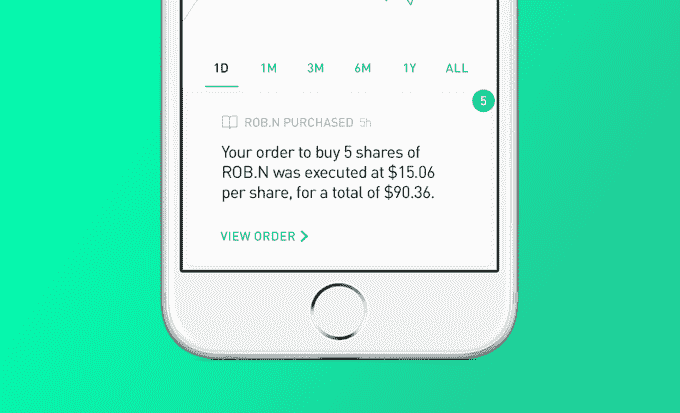 1D 1M 3M 6M 1Y ALL
5
ROB.N PURCHASED 5h
Your order to buy 5 shares of
ROB.N was executed at $15.06
per share, for a total of $90.36.
VIEW ORDER